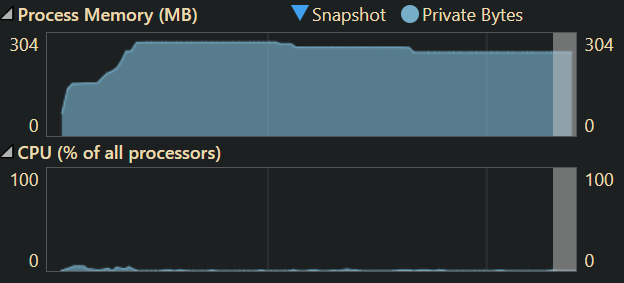 Process Memory (MB) Snapshot Private Bytes
304 304
0 0
CPU (% of all processors)
100 100
0 0